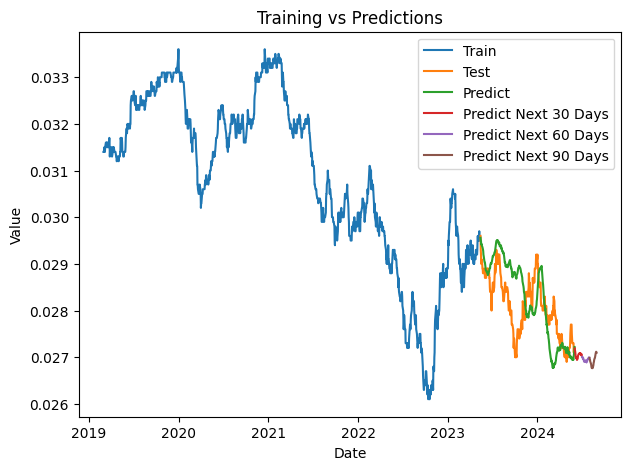 Training vs Predictions
Train
Test
Predict
Predict Next 30 Days
Predict Next 60 Days
Predict Next 90 Days
Value
0.033
0.032
0.031
0.030
0.029
0.028
0.027
0.026
2019
2020
2021
2022
2023
2024
Date